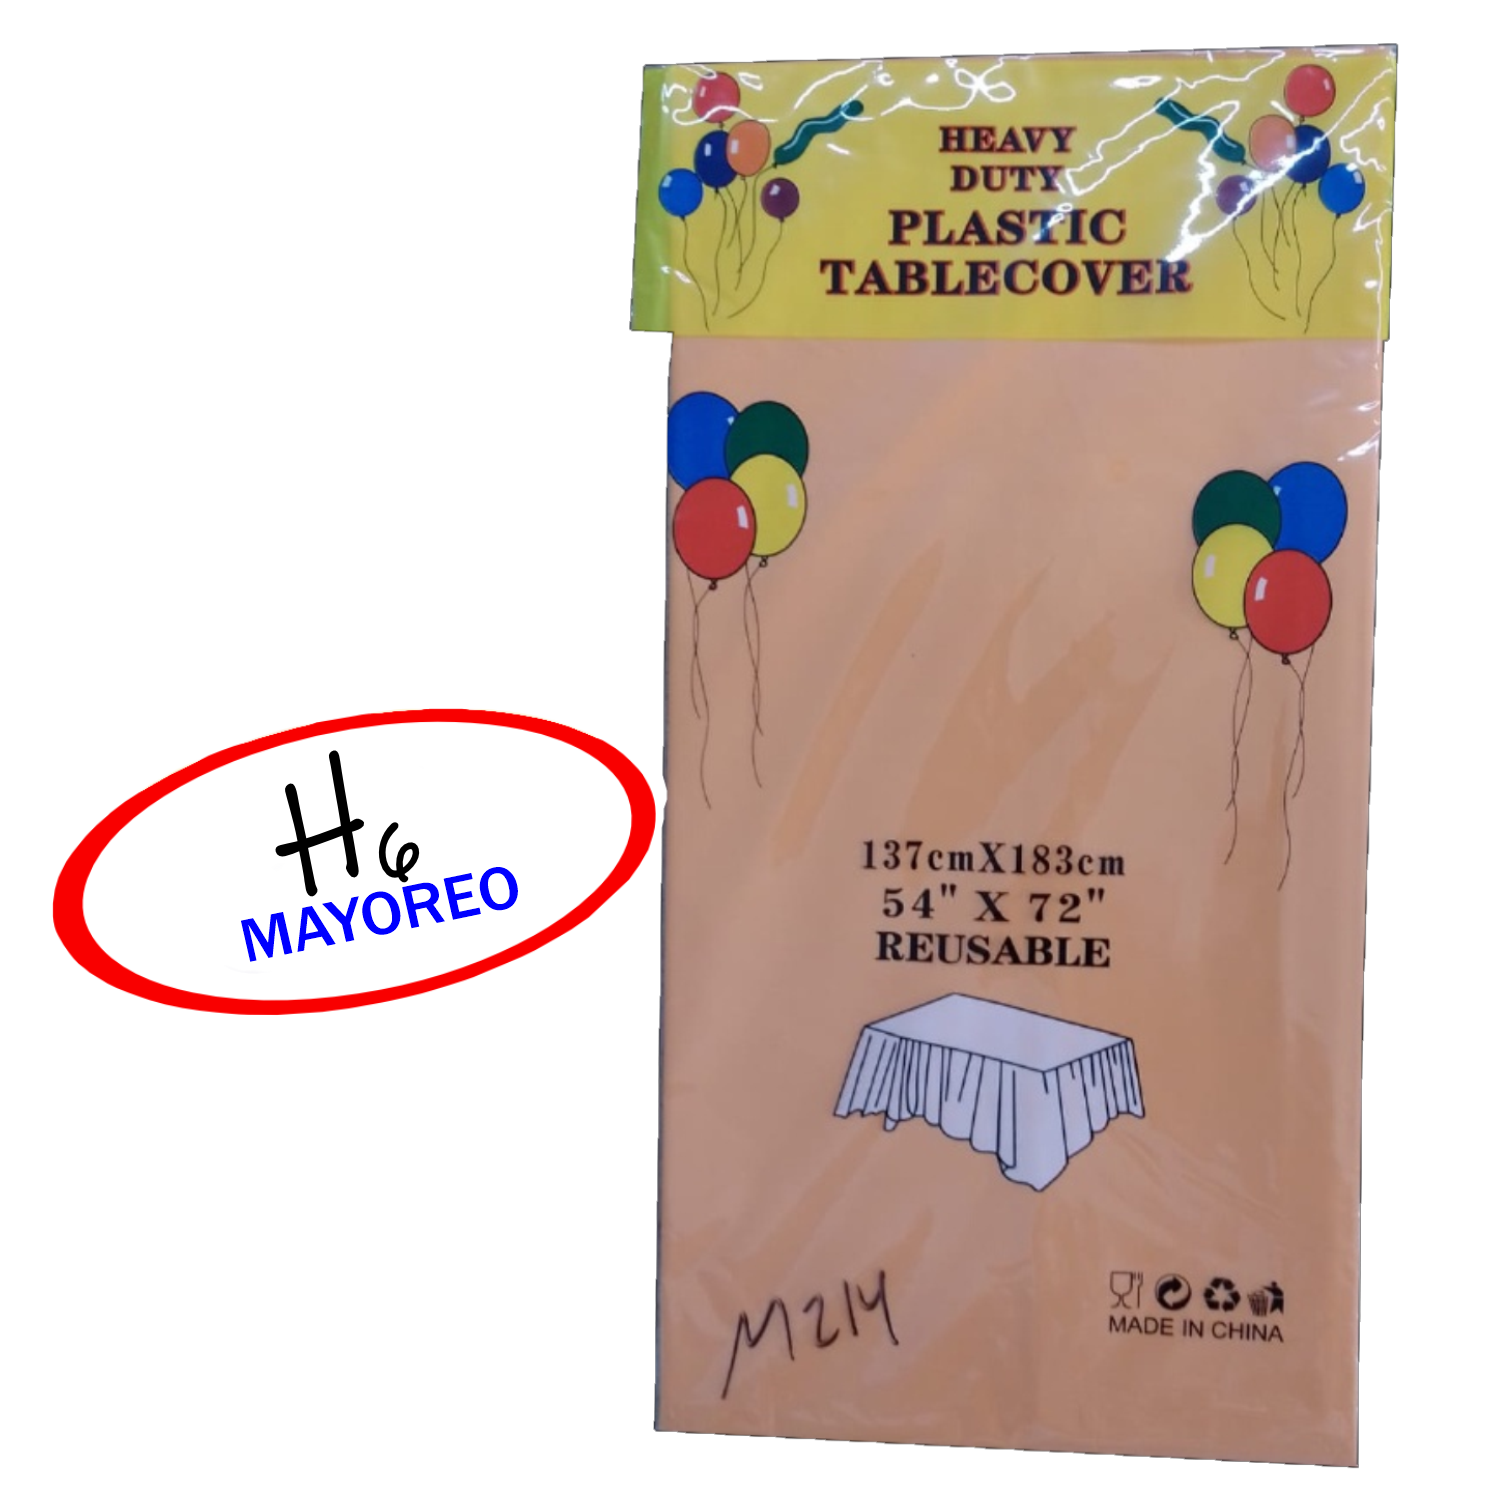 HEAVY
DUTY
PLASTIC
TABLECOVER
H6
MAYOREO
137cmX183cm
54" X 72"
REUSABLE
M214
MADE IN CHINA